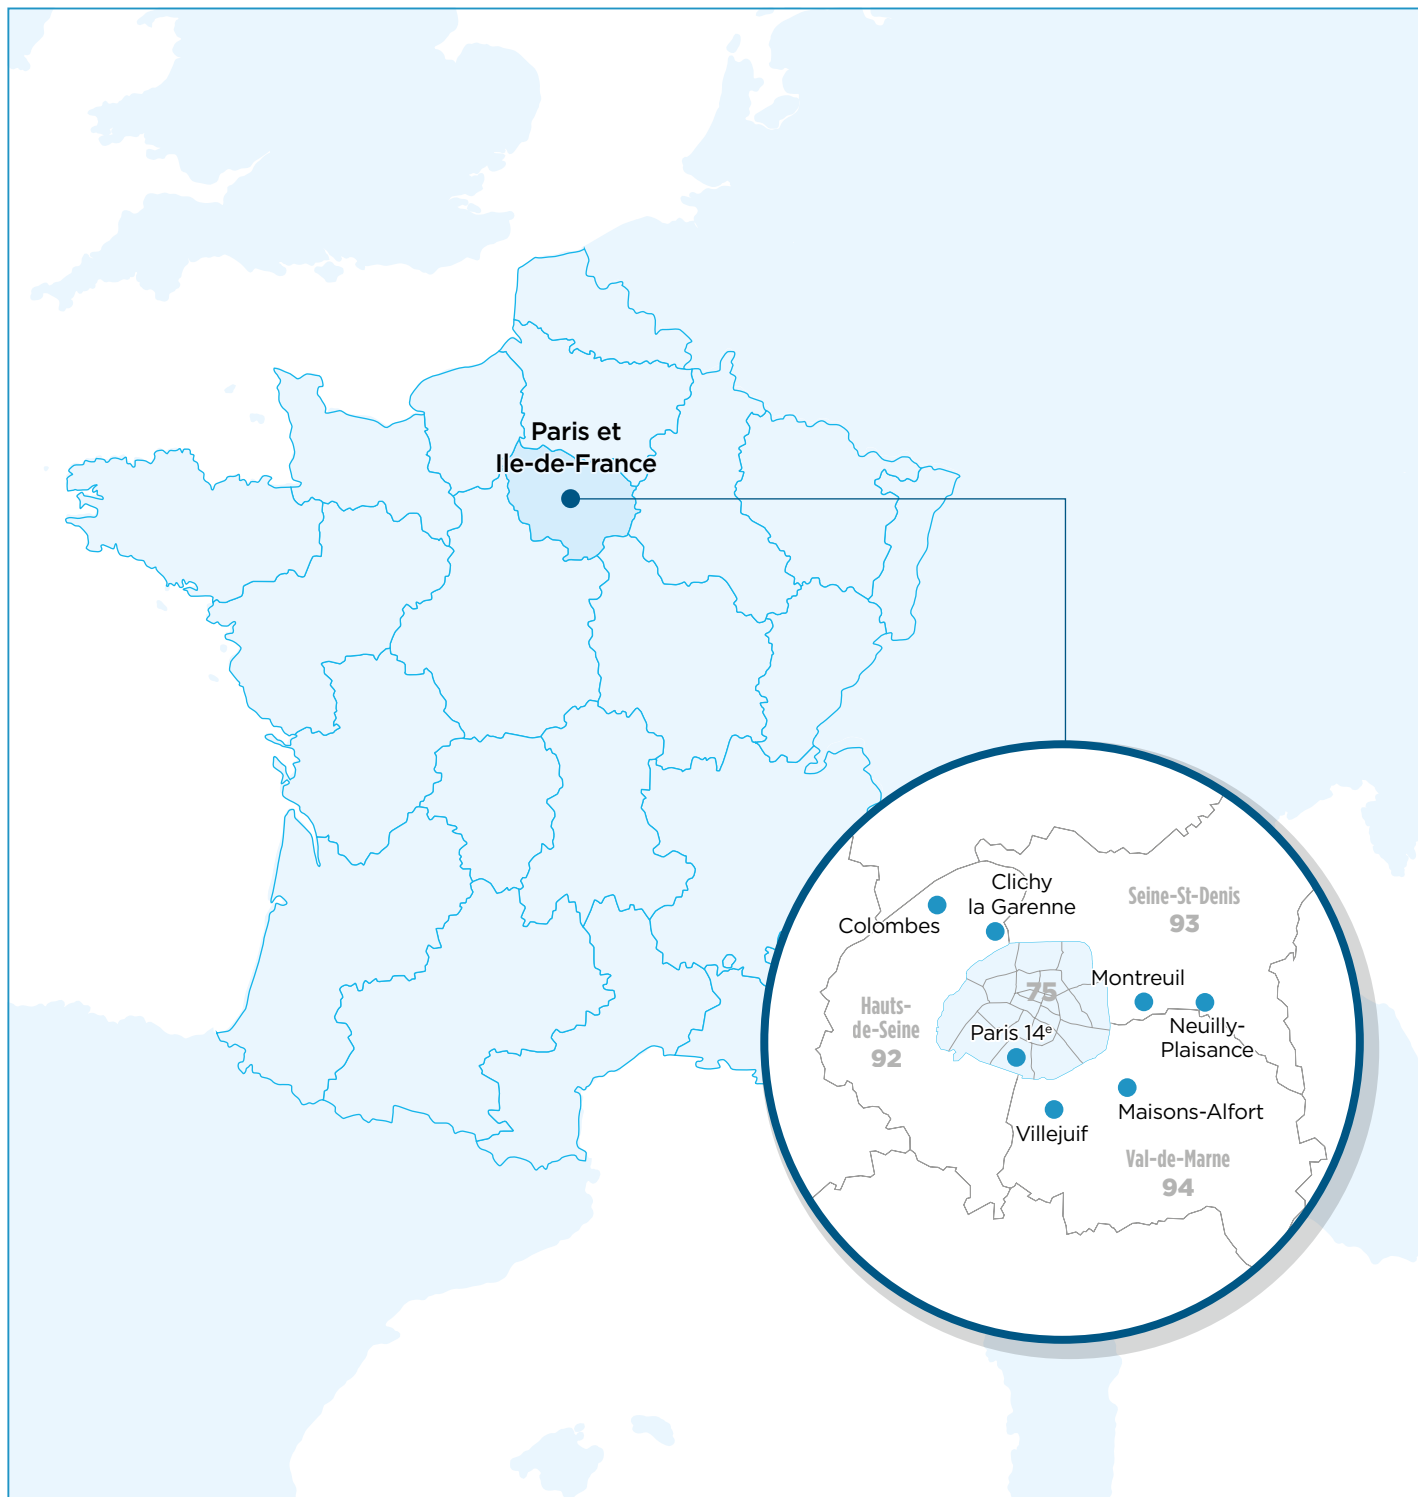 Paris et
Ile-de-France
Clichy
la Garenne
Colombes
Seine-St-Denis
93
Montreuil
75
Hauts-
de-Seine
92
Paris 14e
Neuilly-
Plaisance
Maisons-Alfort
Villejuif
Val-de-Marne
94